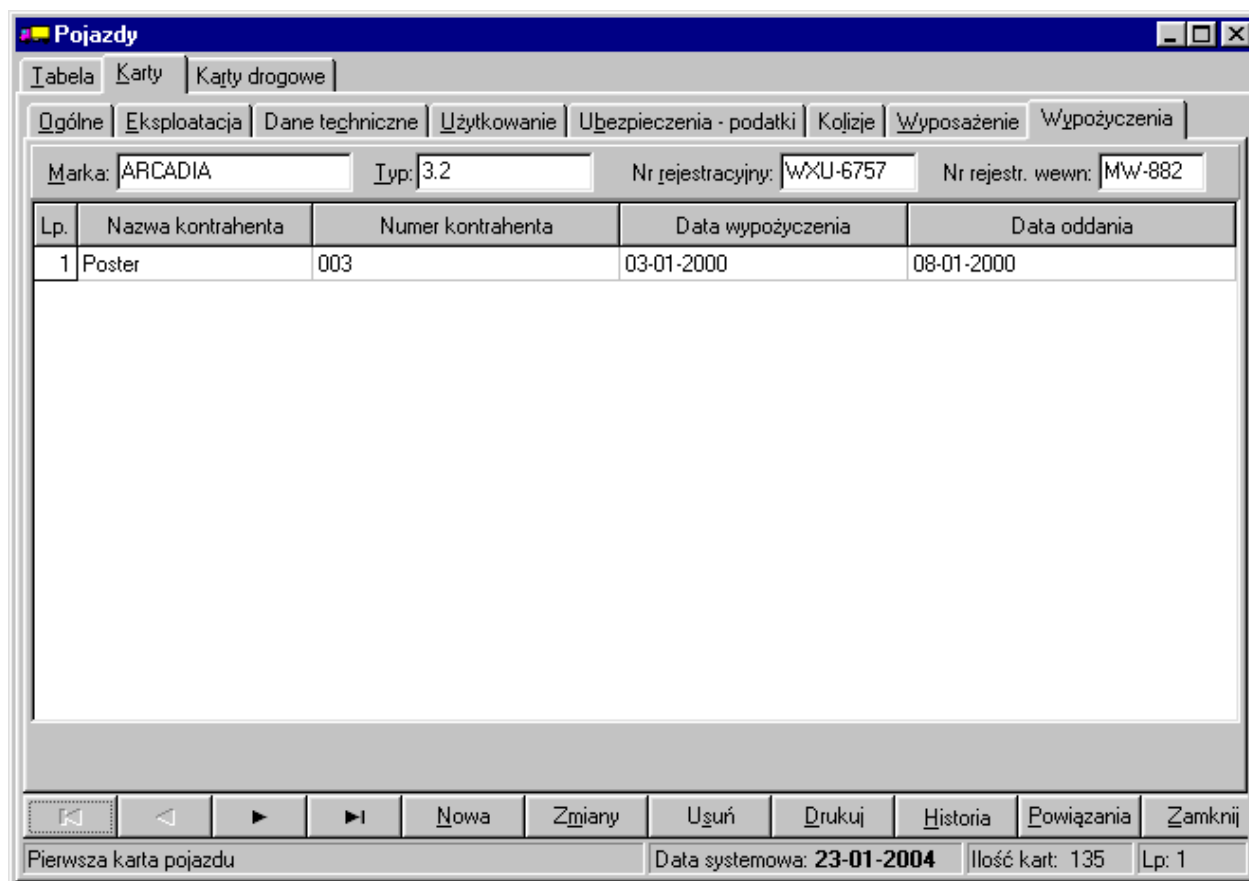 Pojazdy
Tabela Karty Karty drogowe
Ogólne Eksploatacja Dane techniczne Użytkowanie Ubezpieczenia - podatki Kolizje Wyposażenie Wypożyczenia
Marka: ARCADIA Typ: 3.2 Nr rejestracyjny: WXU-6757 Nr rejestr. wewn: MW-882
Lp. Nazwa kontrahenta Numer kontrahenta Data wypożyczenia Data oddania
1 Poster 003 03-01-2000 08-01-2000
Nowa Zmiany Usuń Drukuj Historia Powiązania Zamknij
Pierwsza karta pojazdu Data systemowa: 23-01-2004 Ilość kart: 135 Lp: 1